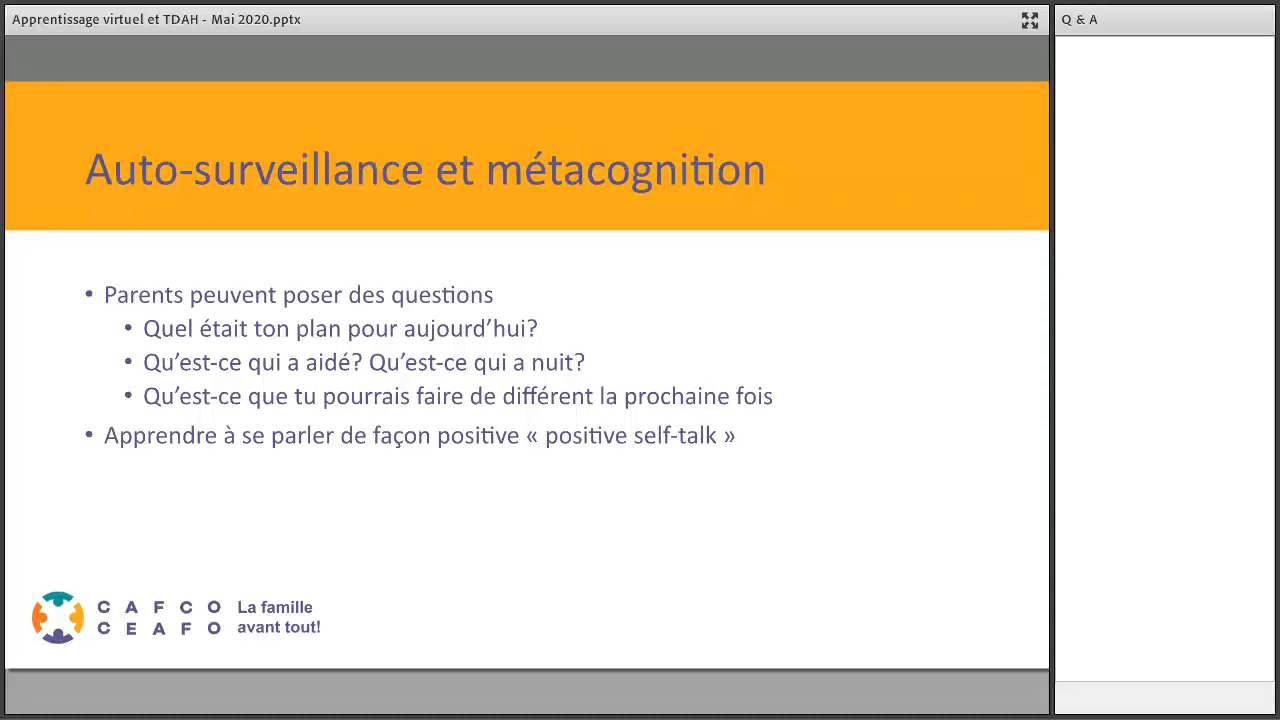 Apprentissage virtuel et TDAH - Mai 2020.pptx
Q & A
Auto-surveillance et métacognition
• Parents peuvent poser des questions
• Quel était ton plan pour aujourd’hui?
• Qu’est-ce qui a aidé? Qu’est-ce qui a nuit?
• Qu’est-ce que tu pourrais faire de différent la prochaine fois
• Apprendre à se parler de façon positive « positive self-talk »
CAFCO
CEAFO
La famille
avant tout!